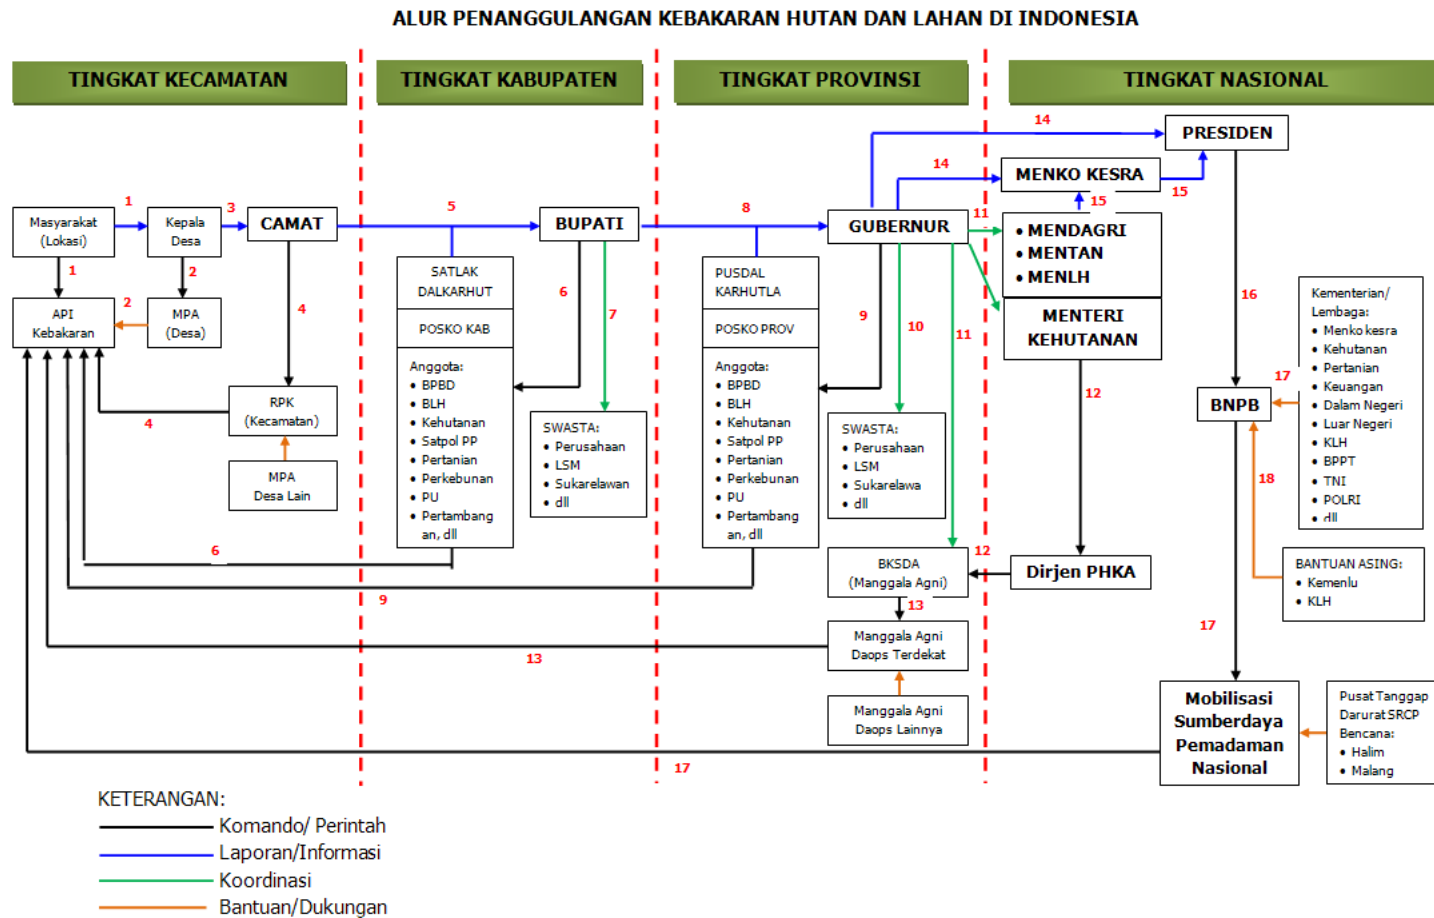 ALUR PENANGGULANGAN KEBAKARAN HUTAN DAN LAHAN DI INDONESIA
TINGKAT KECAMATAN
TINGKAT KABUPATEN
TINGKAT PROVINSI
TINGKAT NASIONAL
14
PRESIDEN
14
MENKO KESRA
15
15
1
Masyarakat
(Lokasi)
Kepala
Desa
3
CAMAT
5
BUPATI
8
GUBERNUR
11
• MENDAGRI
• MENTAN
• MENLH
MENTERI
KEHUTANAN
1
2
2
API
Kebakaran
MPA
(Desa)
4
4
RPK
(Kecamatan)
MPA
Desa Lain
SATLAK
DALKARHUT
POSKO KAB
Anggota:
• BPBD
• BLH
• Kehutanan
• Satpol PP
• Pertanian
• Perkebunan
• PU
• Pertambang
an, dll
6
7
SWASTA:
• Perusahaan
• LSM
• Sukarelawan
• dll
6
PUSDAL
KARHUTLA
POSKO PROV
Anggota:
• BPBD
• BLH
• Kehutanan
• Satpol PP
• Pertanian
• Perkebunan
• PU
• Pertambang
an, dll
9
10
11
SWASTA:
• Perusahaan
• LSM
• Sukarelawa
• dll
9
12
12
BKSDA
(Manggala Agni)
Dirjen PHKA
13
Manggala Agni
Daops Terdekat
13
Manggala Agni
Daops Lainnya
16
BNPB
17
Kementerian/
Lembaga:
• Menko kesra
• Kehutanan
• Pertanian
• Keuangan
• Dalam Negeri
• Luar Negeri
• KLH
• BPPT
• TNI
• POLRI
• dll
18
BANTUAN ASING:
• Kemenlu
• KLH
17
Mobilisasi
Sumberdaya
Pemadaman
Nasional
Pusat Tanggap
Darurat SRCP
Bencana:
• Halim
• Malang
17
KETERANGAN:
Komando/ Perintah
Laporan/Informasi
Koordinasi
Bantuan/Dukungan